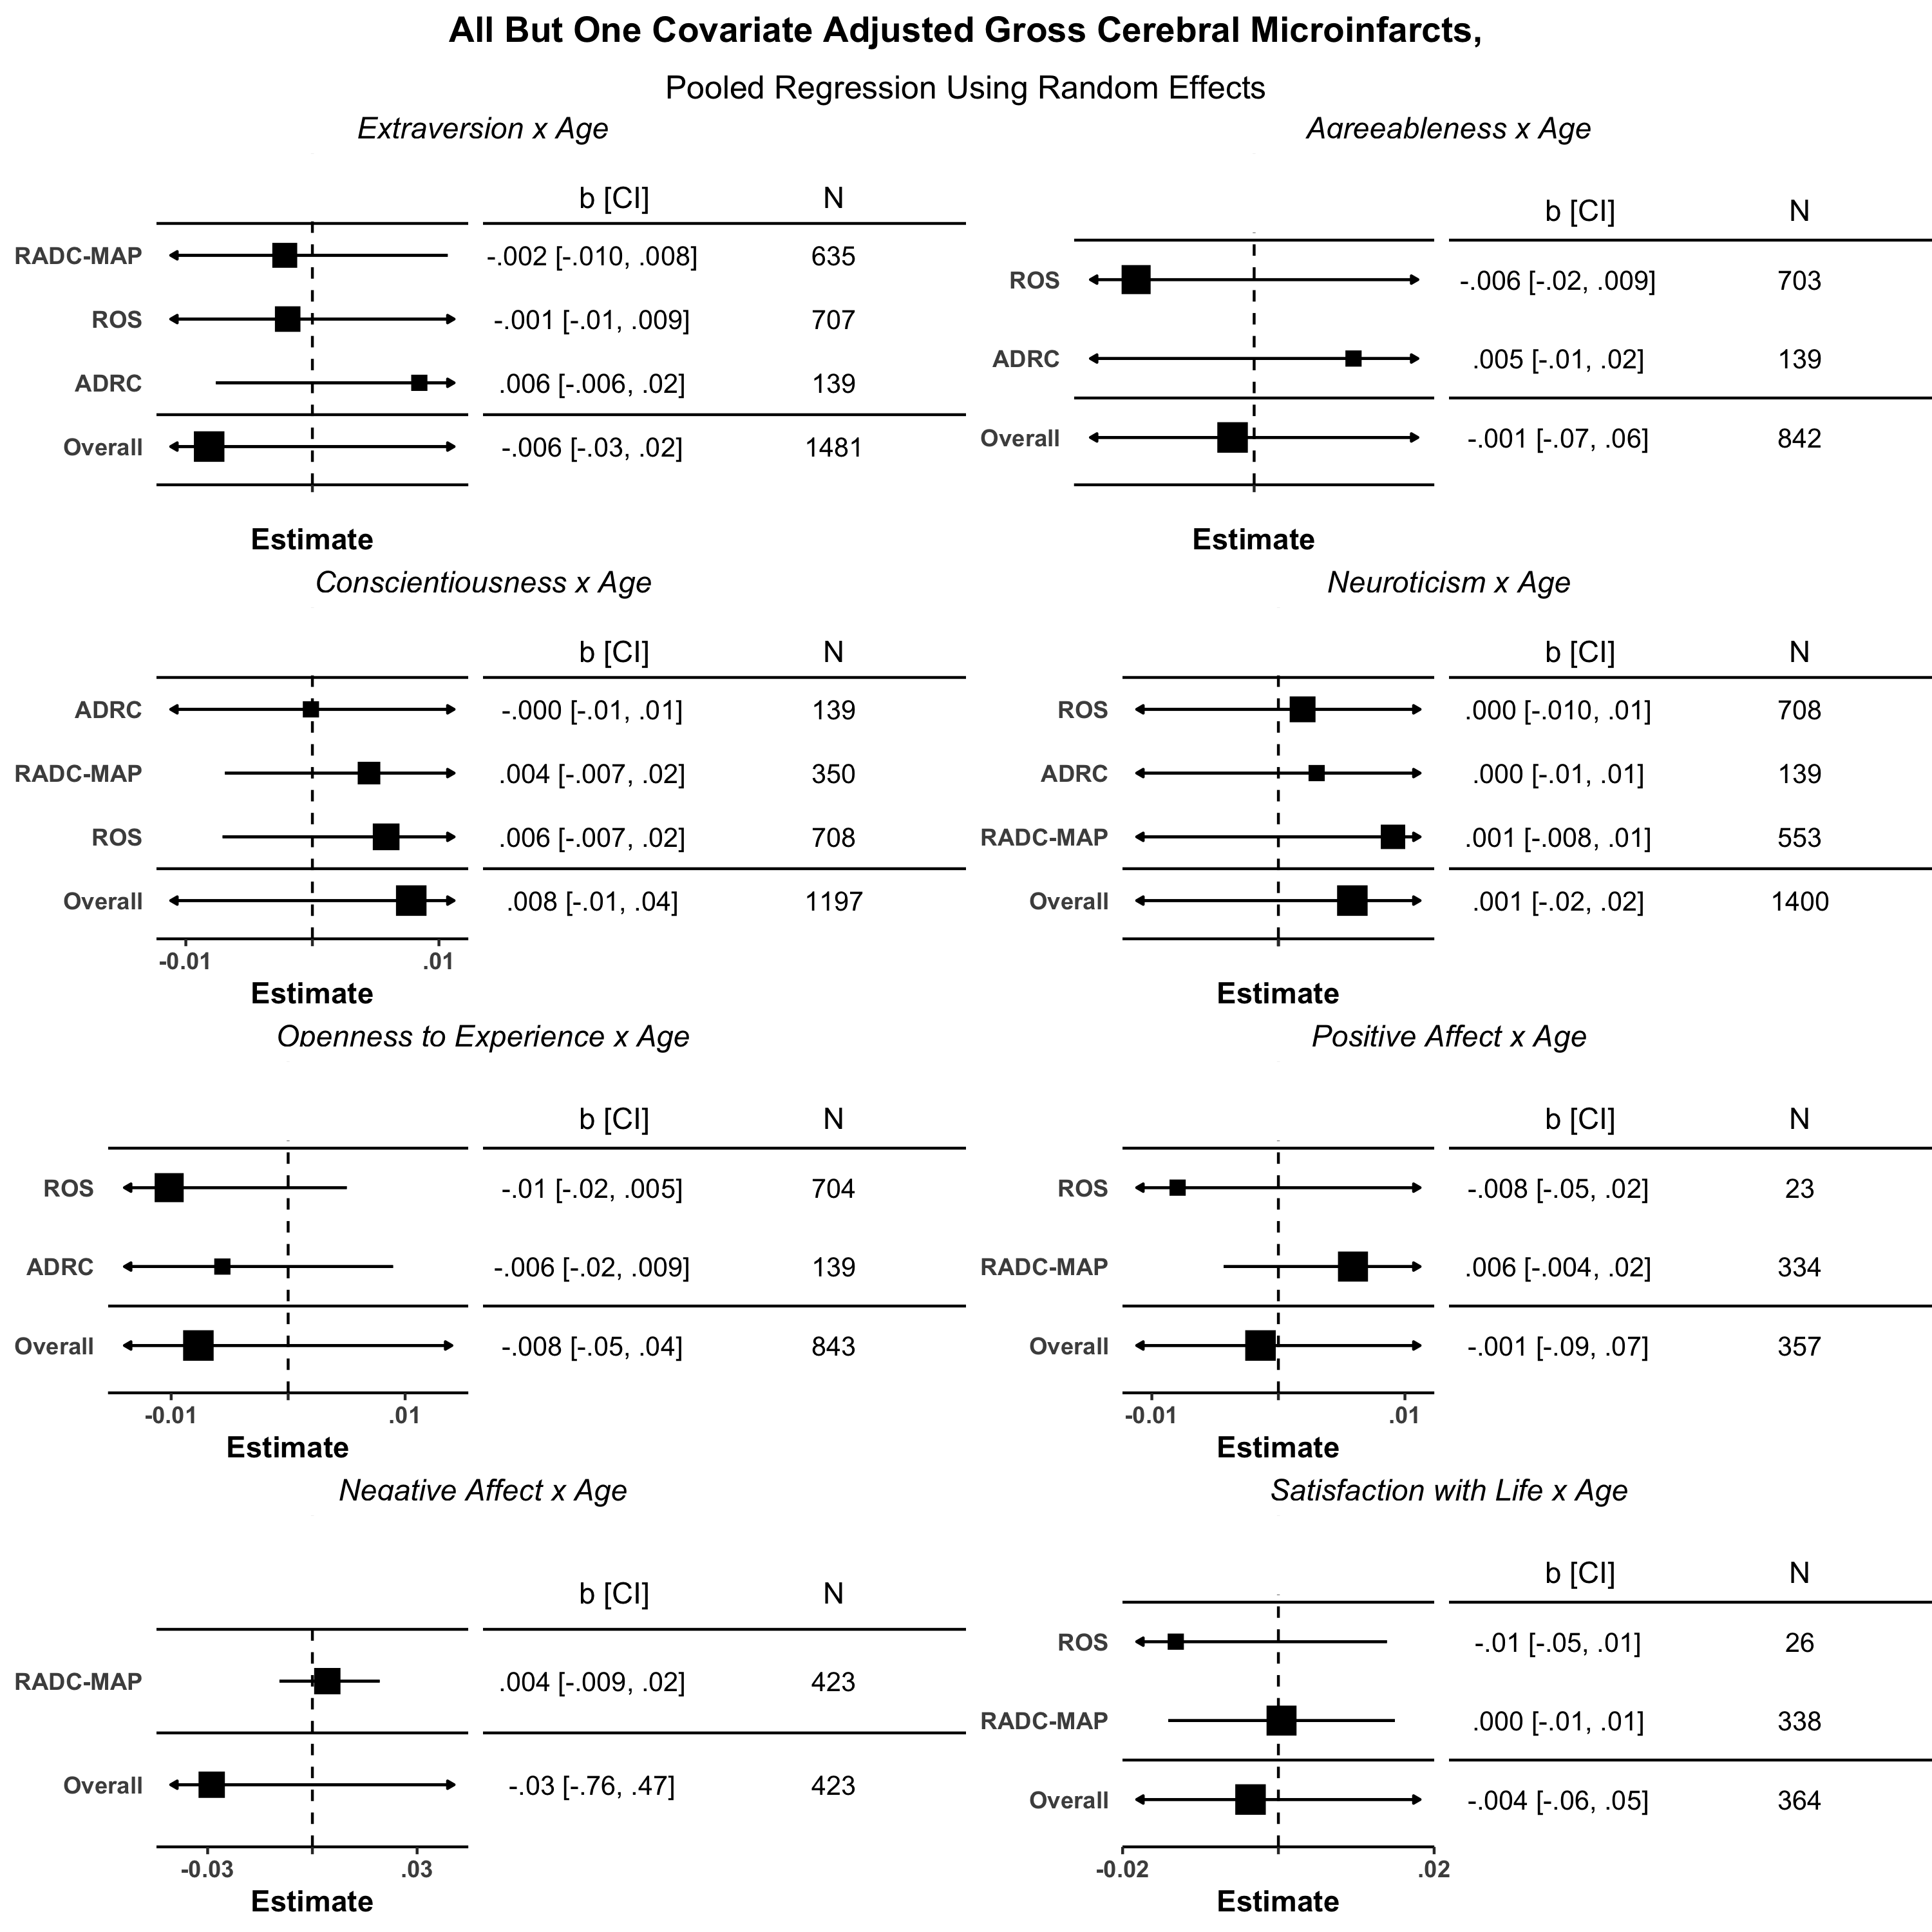 All But One Covariate Adjusted Gross Cerebral Microinfarcts,
Pooled Regression Using Random Effects
Extraversion x Age
b [CI] N
RADC-MAP -.002 [-.010, .008] 635
ROS -.001 [-.01, .009] 707
ADRC .006 [-.006, .02] 139
Overall -.006 [-.03, .02] 1481
Estimate
Agreeableness x Age
b [CI] N
ROS -.006 [-.02, .009] 703
ADRC .005 [-.01, .02] 139
Overall -.001 [-.07, .06] 842
Estimate
Conscientiousness x Age
b [CI] N
ADRC -.000 [-.01, .01] 139
RADC-MAP .004 [-.007, .02] 350
ROS .006 [-.007, .02] 708
Overall .008 [-.01, .04] 1197
-0.01 .01
Estimate
Neuroticism x Age
b [CI] N
ROS .000 [-.010, .01] 708
ADRC .000 [-.01, .01] 139
RADC-MAP .001 [-.008, .01] 553
Overall .001 [-.02, .02] 1400
Estimate
Openness to Experience x Age
b [CI] N
ROS -.01 [-.02, .005] 704
ADRC -.006 [-.02, .009] 139
Overall -.008 [-.05, .04] 843
-0.01 .01
Estimate
Positive Affect x Age
b [CI] N
ROS -.008 [-.05, .02] 23
RADC-MAP .006 [-.004, .02] 334
Overall -.001 [-.09, .07] 357
-0.01 .01
Estimate
Negative Affect x Age
b [CI] N
RADC-MAP .004 [-.009, .02] 423
Overall -.03 [-.76, .47] 423
-0.03 .03
Estimate
Satisfaction with Life x Age
b [CI] N
ROS -.01 [-.05, .01] 26
RADC-MAP .000 [-.01, .01] 338
Overall -.004 [-.06, .05] 364
-0.02 .02
Estimate